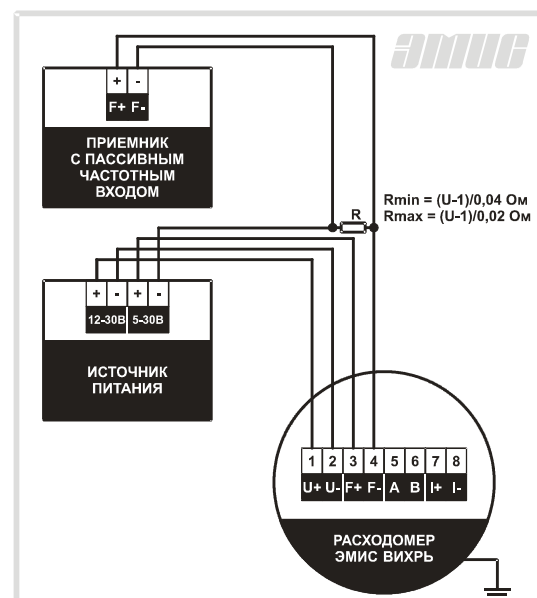 ЭМИС
+ -
F+ F-
ПРИЕМНИК
С ПАССИВНЫМ
ЧАСТОТНЫМ
ВХОДОМ
R
Rmin = (U-1)/0,04 Ом
Rmax = (U-1)/0,02 Ом
+ - + -
12-30В 5-30В
ИСТОЧНИК
ПИТАНИЯ
1 2 3 4 5 6 7 8
U+ U- F+ F- A B I+ I-
РАСХОДОМЕР
ЭМИС ВИХРЬ